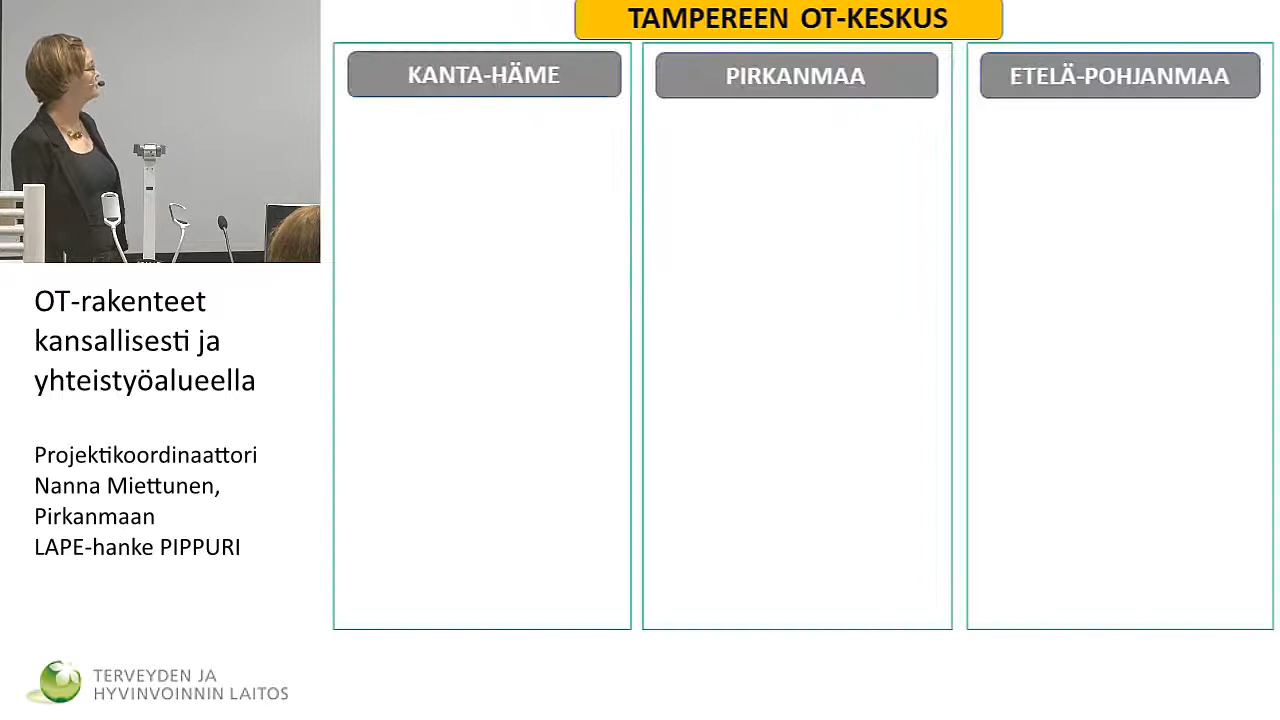 TAMPEREEN OT-KESKUS
KANTA-HÄME
PIRKANMAA
ETELÄ-POHJANMAA
OT-rakenteet
kansallisesti ja
yhteistyöalueella
Projektikoordinaattori
Nanna Miettunen,
Pirkanmaan
LAPE-hanke PIPPURI
TERVEYDEN JA
HYVINVOINNIN LAITOS